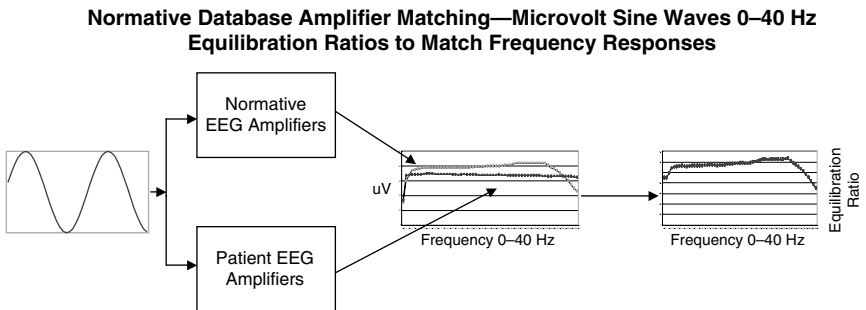 Normative Database Amplifier Matching—Microvolt Sine Waves 0–40 Hz
Equilibration Ratios to Match Frequency Responses
Normative
EEG Amplifiers
uV
Frequency 0–40 Hz
Frequency 0–40 Hz
Equilibration
Ratio
Patient EEG
Amplifiers